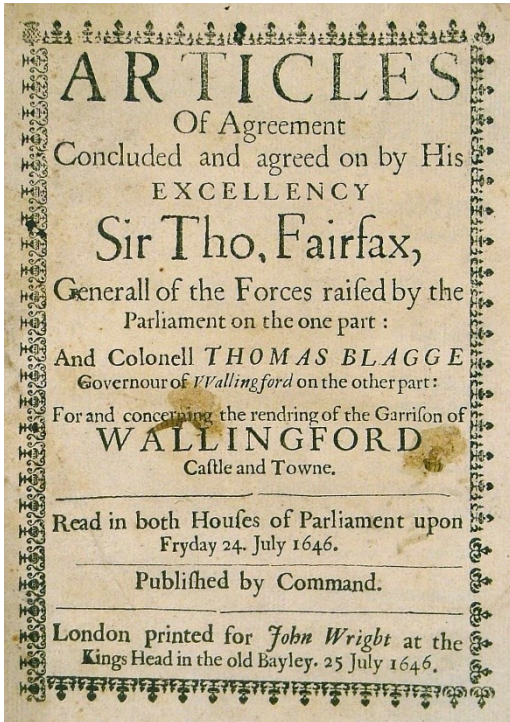 ARTICLES
Of Agreement
Concluded and agreed on by His
EXCELLENCY
Sir Tho, Fairfax,
Generall of the Forces raiſed by the
Parliament on the one part :
And Colonell THOMAS BLAGGE
Governour of VVallingford on the other part:
For and concerning the rendring of the Garriſon of
WALLINGFORD
Caſtle and Towne.
Read in both Houſes of Parliament upon
Fryday 24. July 1646.
Publiſhed by Command.
London printed for John Wright at the
Kings Head in the old Bayley. 25 July 1646.